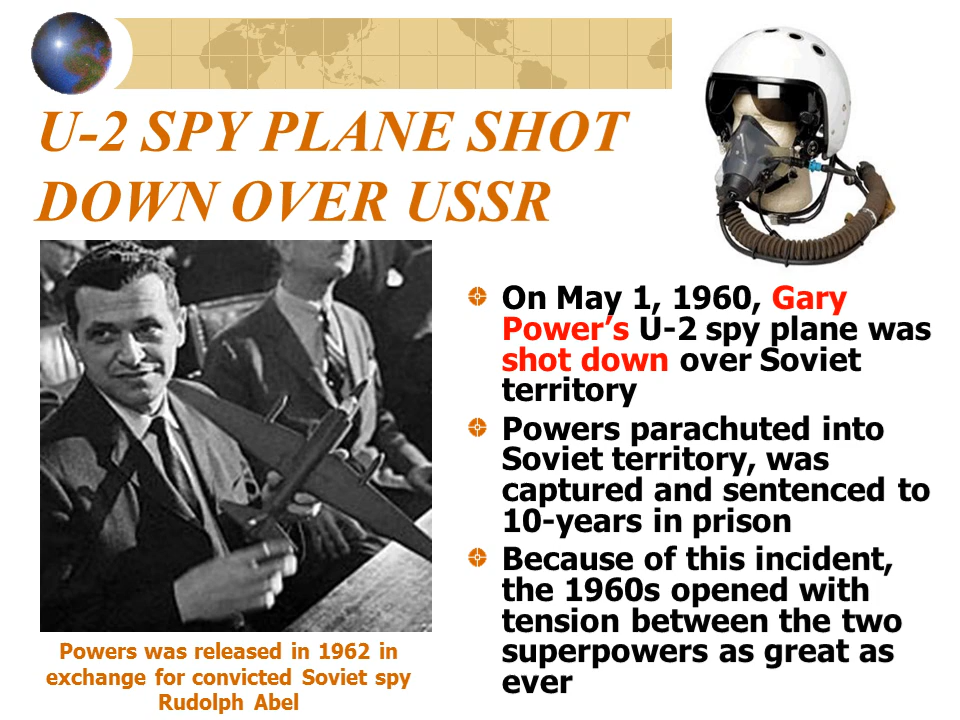 U-2 SPY PLANE SHOT
DOWN OVER USSR
On May 1, 1960, Gary
Power’s U-2 spy plane was
shot down over Soviet
territory
Powers parachuted into
Soviet territory, was
captured and sentenced to
10-years in prison
Because of this incident,
the 1960s opened with
tension between the two
superpowers as great as
ever
Powers was released in 1962 in
exchange for convicted Soviet spy
Rudolph Abel